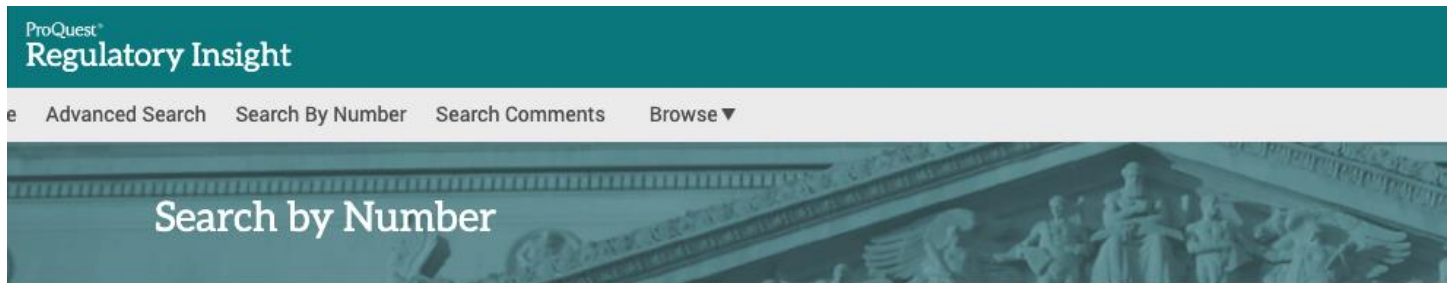 ProQuest®
Regulatory Insight
e Advanced Search Search By Number Search Comments Browse ▼
Search by Number